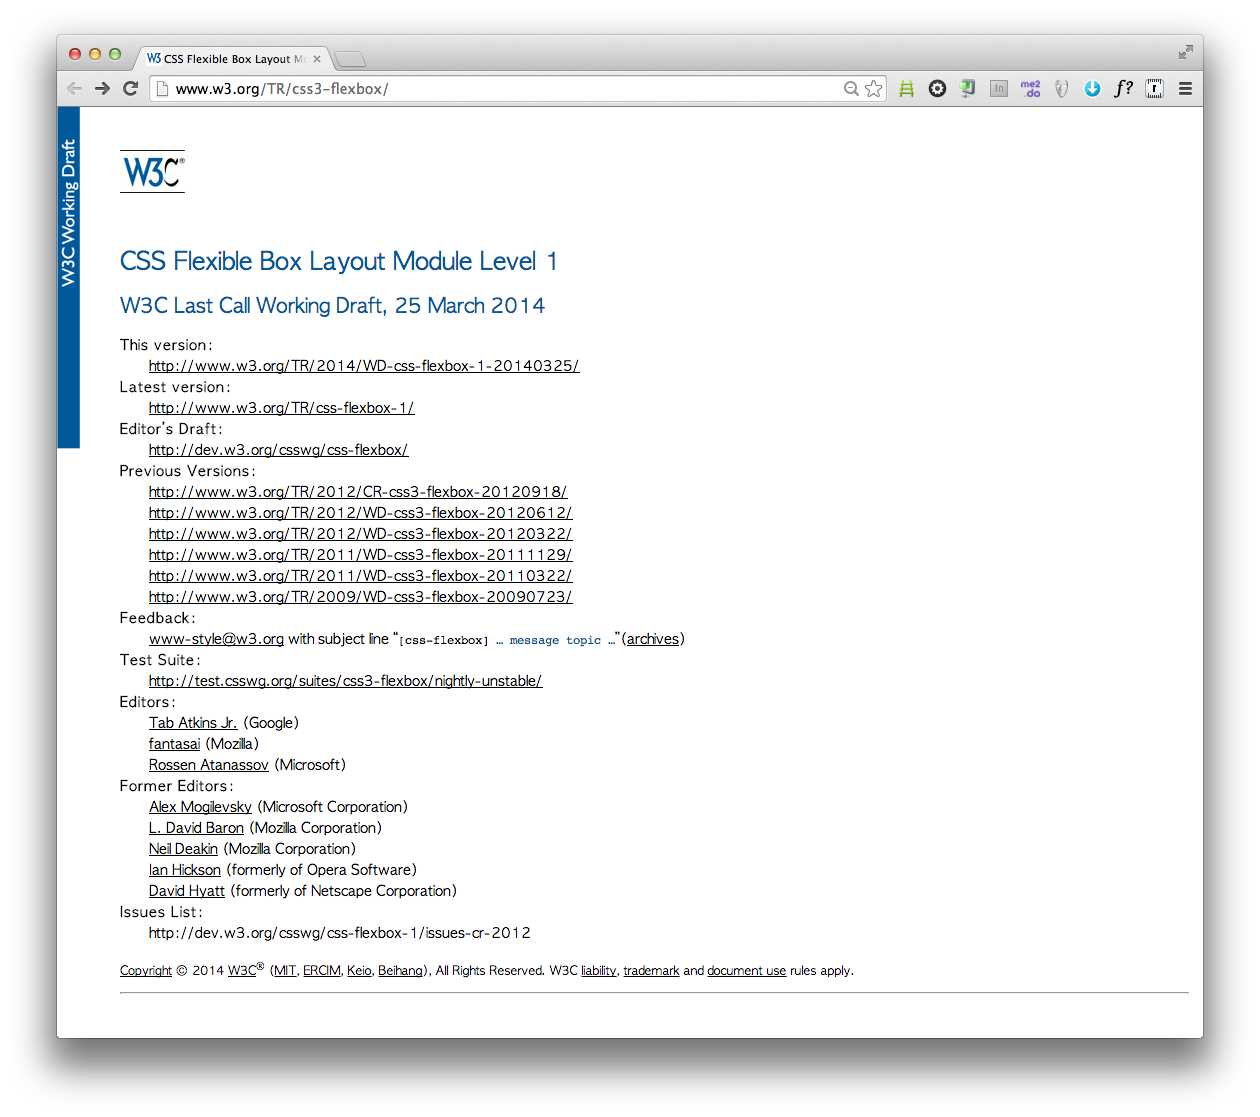 CSS Flexible Box Layout Mo
www.w3.org/TR/css3-flexbox/
In
me2
.do
f?
r
W3C Working Draft
W3C®
CSS Flexible Box Layout Module Level 1
W3C Last Call Working Draft, 25 March 2014
This version:
http://www.w3.org/TR/2014/WD-css-flexbox-1-20140325/
Latest version:
http://www.w3.org/TR/css-flexbox-1/
Editor’s Draft:
http://dev.w3.org/csswg/css-flexbox/
Previous Versions:
http://www.w3.org/TR/2012/CR-css3-flexbox-20120918/
http://www.w3.org/TR/2012/WD-css3-flexbox-20120612/
http://www.w3.org/TR/2012/WD-css3-flexbox-20120322/
http://www.w3.org/TR/2011/WD-css3-flexbox-20111129/
http://www.w3.org/TR/2011/WD-css3-flexbox-20110322/
http://www.w3.org/TR/2009/WD-css3-flexbox-20090723/
Feedback:
www-style@w3.org with subject line “[css-flexbox] … message topic …”(archives)
Test Suite:
http://test.csswg.org/suites/css3-flexbox/nightly-unstable/
Editors:
Tab Atkins Jr. (Google)
fantasai (Mozilla)
Rossen Atanassov (Microsoft)
Former Editors:
Alex Mogilevsky (Microsoft Corporation)
L. David Baron (Mozilla Corporation)
Neil Deakin (Mozilla Corporation)
Ian Hickson (formerly of Opera Software)
David Hyatt (formerly of Netscape Corporation)
Issues List:
http://dev.w3.org/csswg/css-flexbox-1/issues-cr-2012
Copyright © 2014 W3C® (MIT, ERCIM, Keio, Beihang), All Rights Reserved. W3C liability, trademark and document use rules apply.